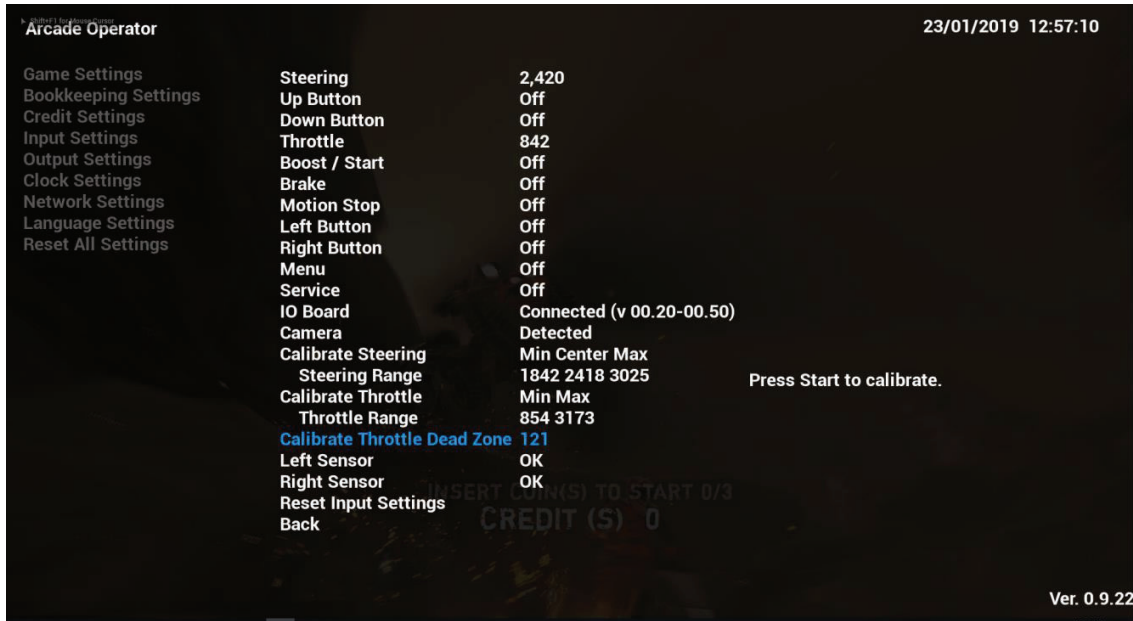 Shift+F1 for Mouse Cursor
Arcade Operator
23/01/2019 12:57:10
Game Settings
Bookkeeping Settings
Credit Settings
Input Settings
Output Settings
Clock Settings
Network Settings
Language Settings
Reset All Settings
Steering 2,420
Up Button Off
Down Button Off
Throttle 842
Boost / Start Off
Brake Off
Motion Stop Off
Left Button Off
Right Button Off
Menu Off
Service Off
IO Board Connected (v 00.20-00.50)
Camera Detected
Calibrate Steering Min Center Max
Steering Range 1842 2418 3025
Calibrate Throttle Min Max
Throttle Range 854 3173
Calibrate Throttle Dead Zone 121
Left Sensor OK
Right Sensor OK
Reset Input Settings
Back
Press Start to calibrate.
INSERT COIN(S) TO START 0/3
CREDIT (S) 0
Ver. 0.9.22